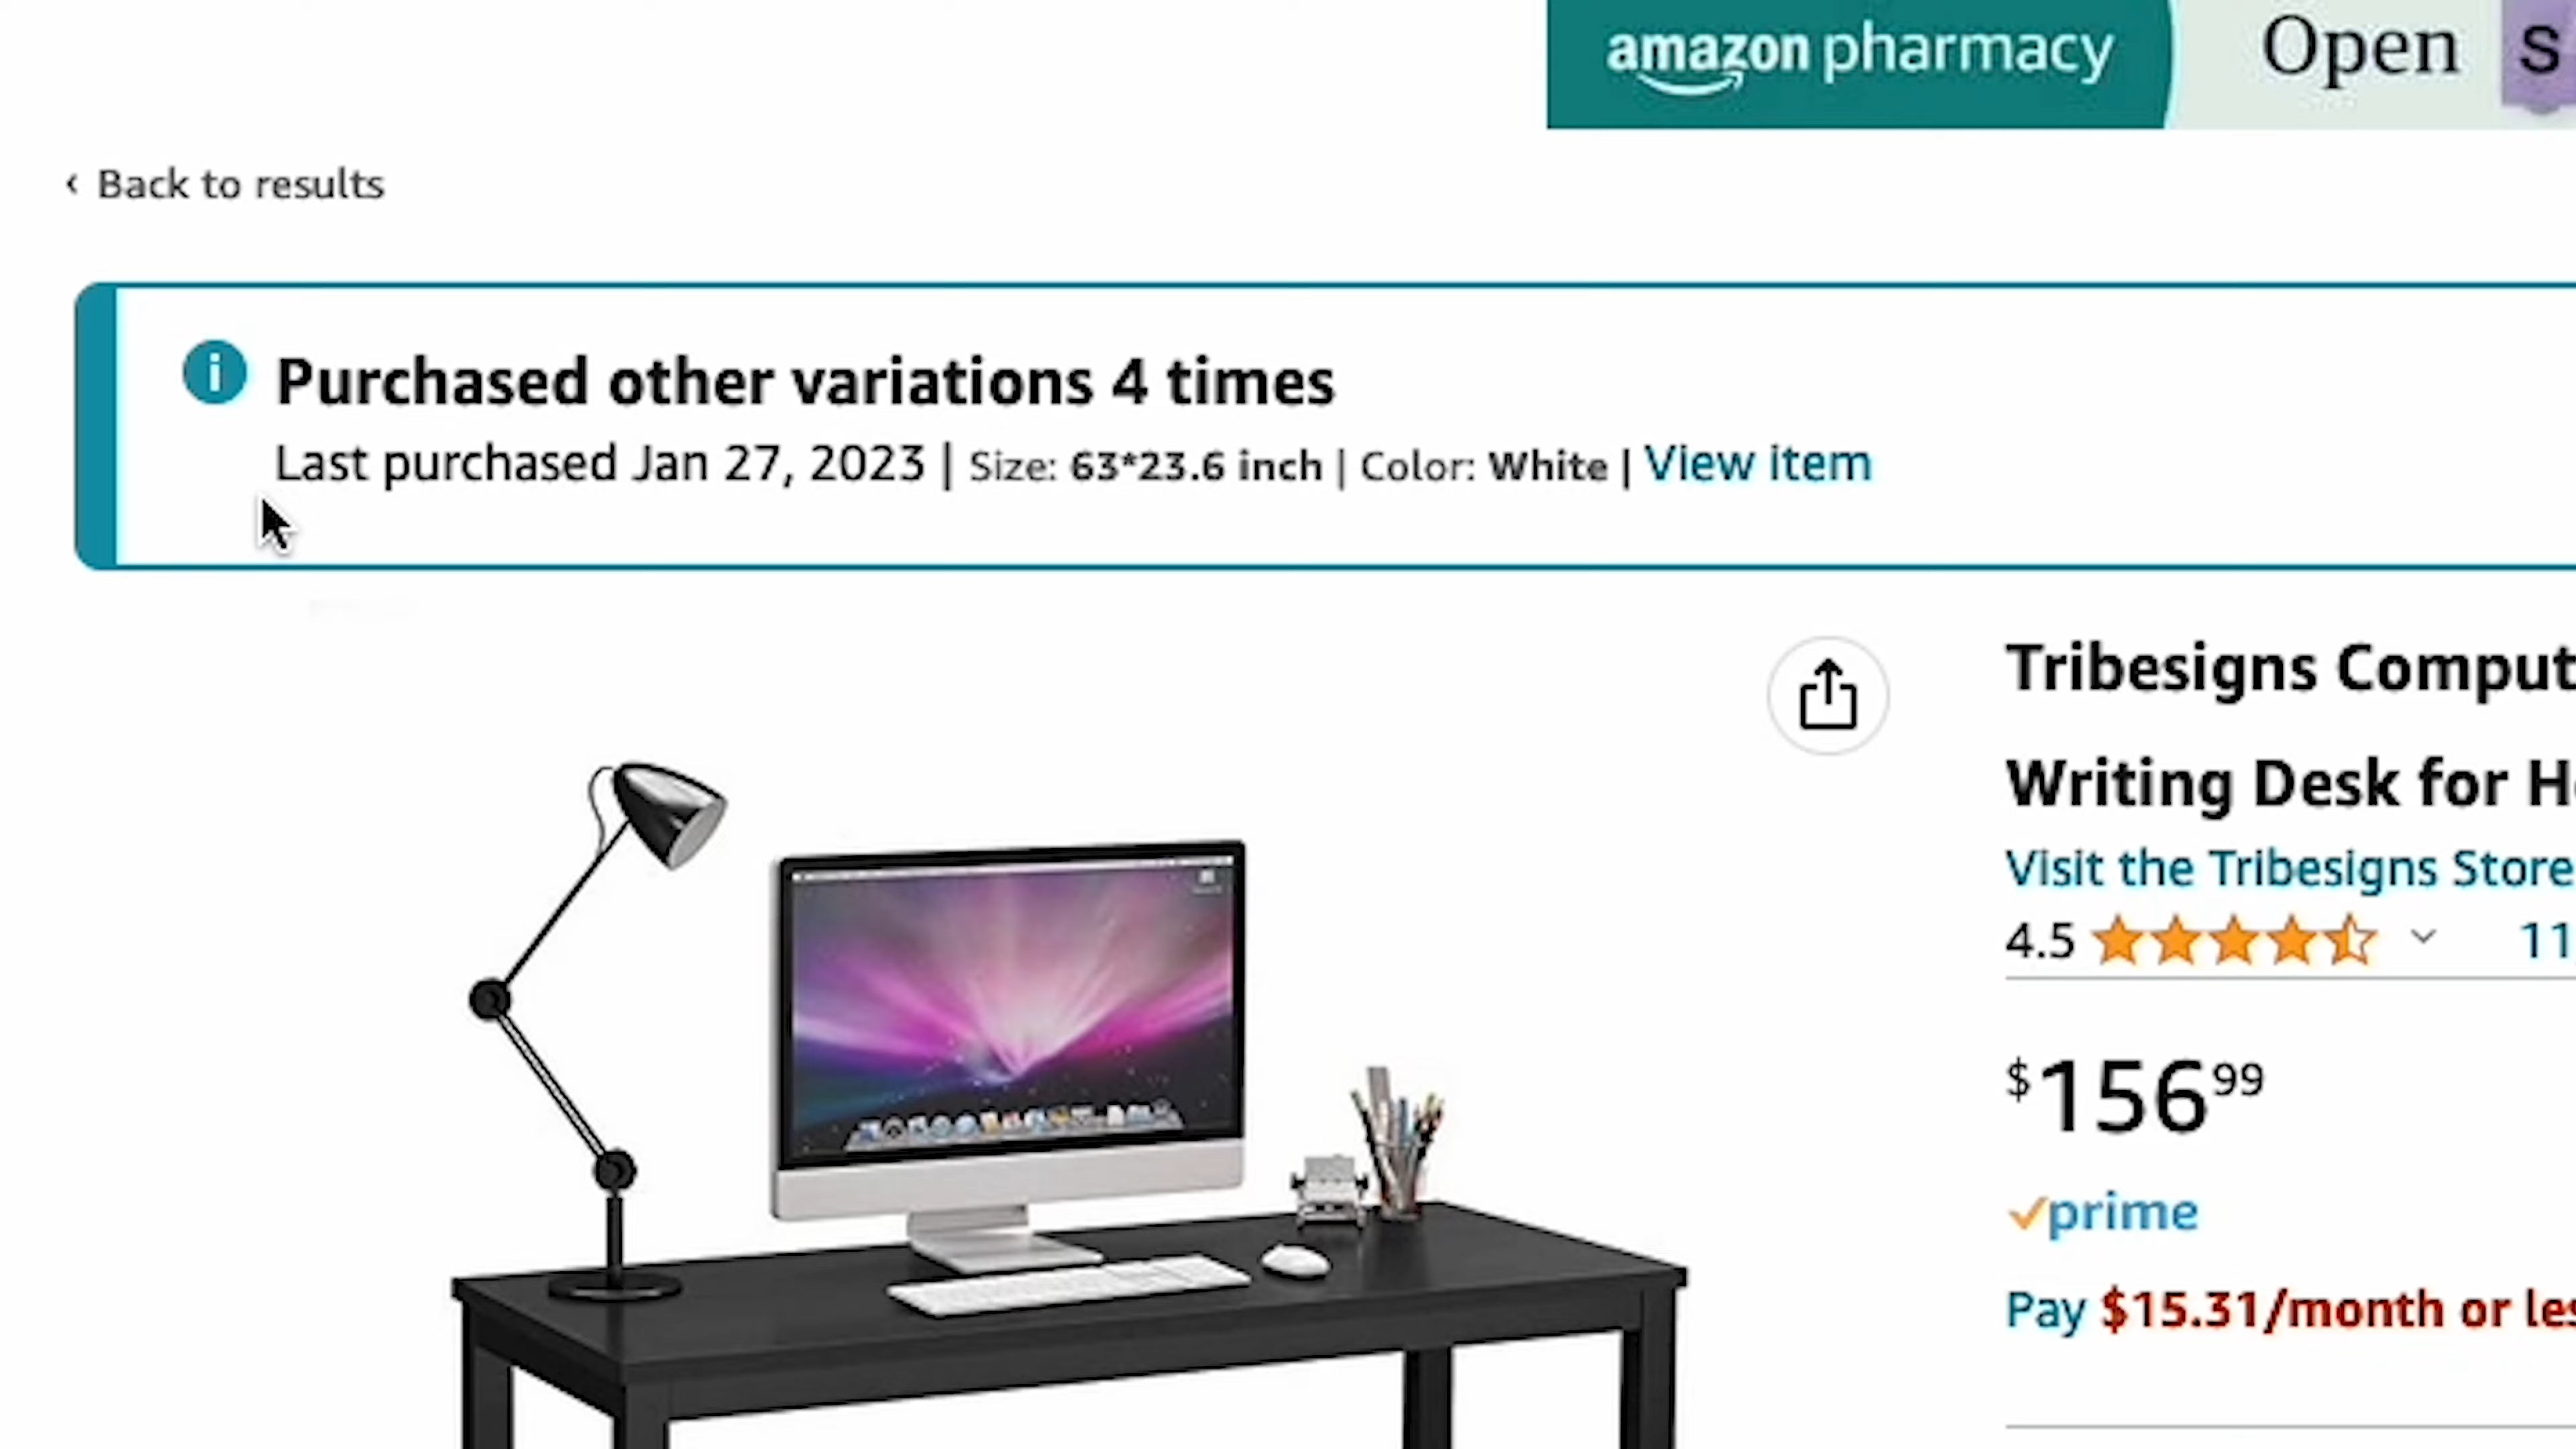 amazon pharmacy
Open
‹ Back to results
i Purchased other variations 4 times
Last purchased Jan 27, 2023 | Size: 63*23.6 inch | Color: White | View item
Tribesigns Comput
Writing Desk for H
Visit the Tribesigns Store
4.5
11
$156 99
prime
Pay $15.31/month or les